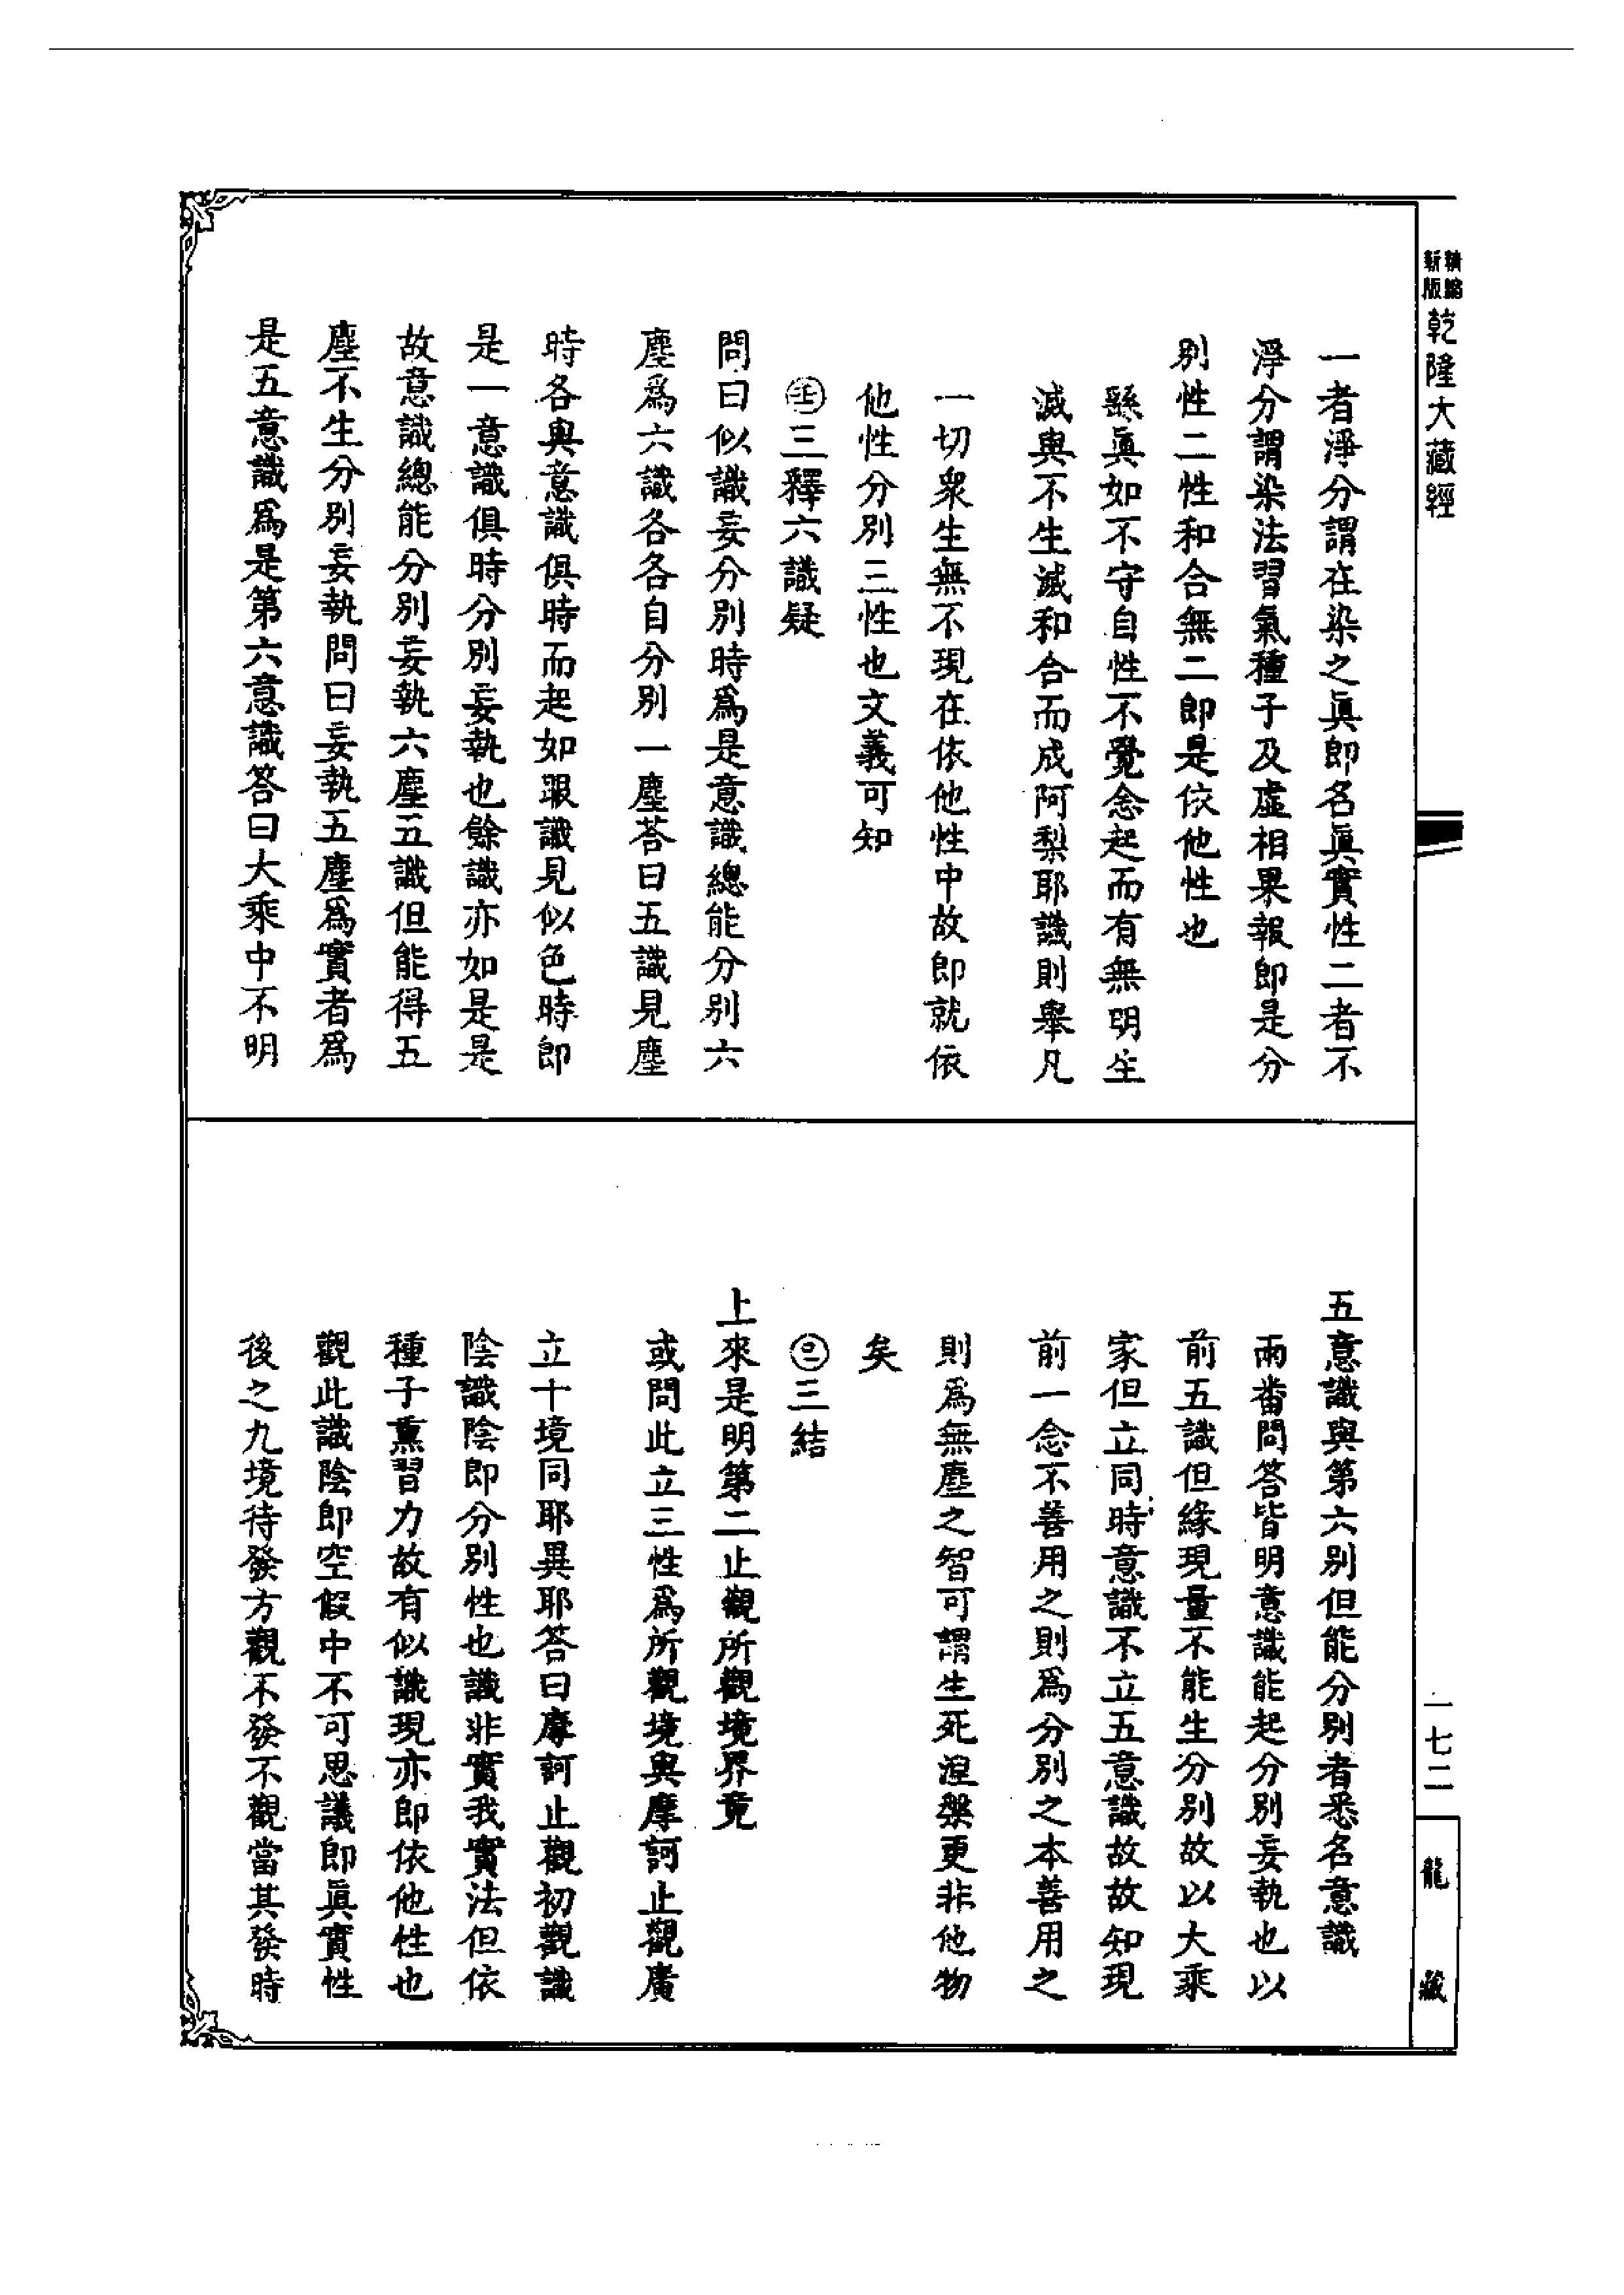 精縮新版
乾隆大藏經
一七二
龍藏
一者淨分謂在染之眞即名眞實性二者不
淨分謂染法習氣種子及虛相果報即是分
別性二性和合無二即是依他性也
繇眞如不守自性不覺念起而有無明生
滅與不生滅和合而成阿梨耶識則舉凡
一切衆生無不現在依他性中故即就依
他性分別三性也文義可知
三釋六識疑
問曰似識妄分別時爲是意識總能分別六
塵爲六識各各自分別一塵荅曰五識見塵
時各與意識俱時而起如眼識見似色時即
是一意識俱時分別妄執也餘識亦如是是
故意識總能分別妄執六塵五識但能得五
塵不生分別妄執問曰妄執五塵爲實者爲
是五意識爲是第六意識答曰大乘中不明
五意識與第六別但能分別者悉名意識
兩番問答皆明意識能起分別妄執也以
前五識但緣現量不能生分別故以大乘
家但立同時意識不立五意識故故知現
前一念不善用之則爲分別之本善用之
則爲無塵之智可謂生死涅槃更非他物
矣
三結
上來是明第二止觀所觀境界竟
或問此立三性爲所觀境與摩訶止觀廣
立十境同耶異耶答曰摩訶止觀初觀識
陰識陰即分別性也識非實我實法但依
種子熏習力故有似識現亦即依他性也
觀此識陰即空假中不可思議即眞實性
後之九境待發方觀不發不觀當其發時